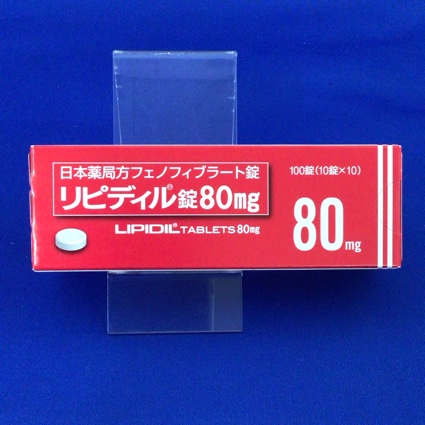 日本薬局方フェノフィブラート錠
リピディル®錠80mg
LIPIDIL® TABLETS 80mg
100錠(10錠×10)
80mg